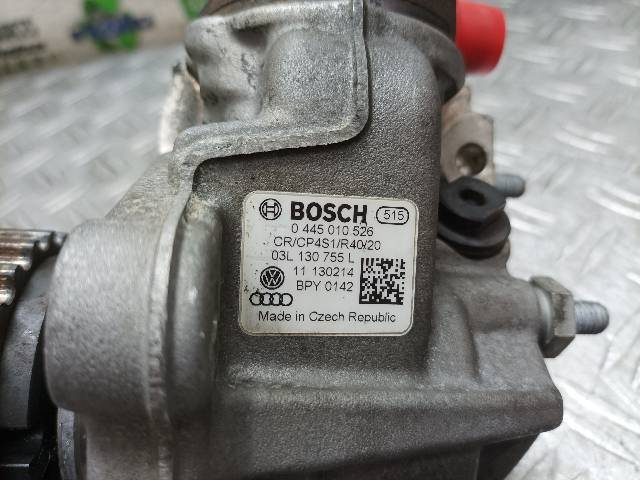 BOSCH 515
0 445 010 526
CR/CP4S1/R40/20
03L 130 755 L
11 130214
BPY 0142
Made in Czech Republic